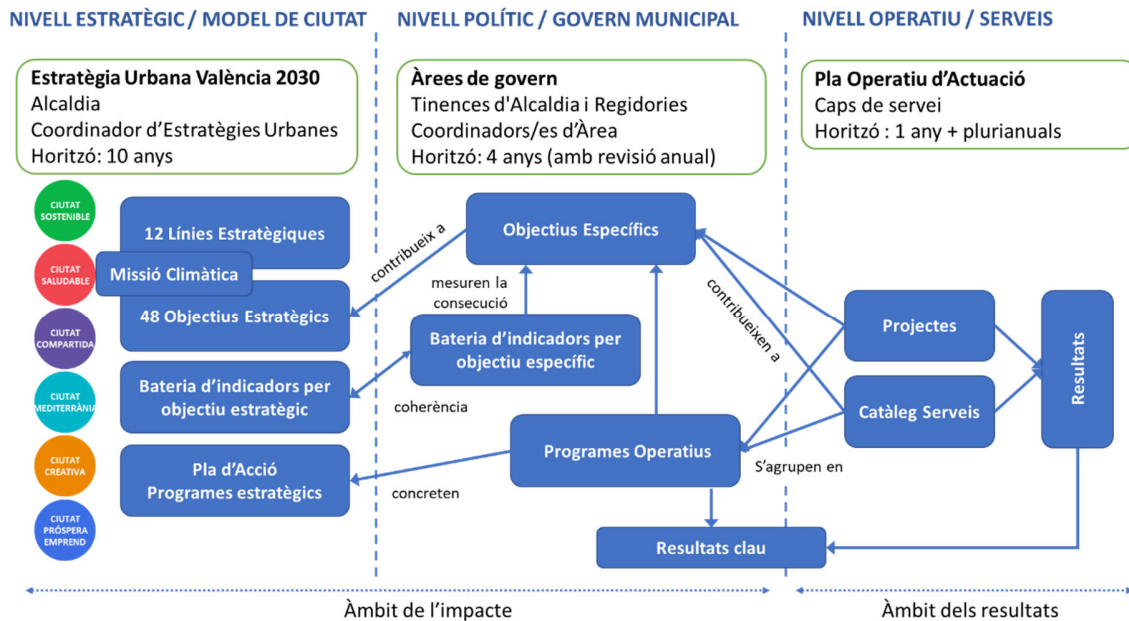 NIVELL ESTRATÈGIC / MODEL DE CIUTAT
NIVELL POLÍTIC / GOVERN MUNICIPAL
NIVELL OPERATIU / SERVEIS
Estratègia Urbana València 2030
Alcaldia
Coordinador d'Estratègies Urbanes
Horitzó: 10 anys
Àrees de govern
Tinences d'Alcaldia i Regidories
Coordinadors/es d'Àrea
Horitzó: 4 anys (amb revisió anual)
Pla Operatiu d'Actuació
Caps de servei
Horitzó : 1 any + plurianuals
CIUTAT
SOSTENIBLE
CIUTAT
SALUDABLE
CIUTAT
COMPARTIDA
CIUTAT
MEDITERRÀNIA
CIUTAT
CREATIVA
CIUTAT
PRÓSPERA
EMPREND
12 Línies Estratègiques
Missió Climàtica
48 Objectius Estratègics
Bateria d'indicadors per
objectiu estratègic
Pla d'Acció
Programes estratègics
contribueix a
Objectius Específics
mesuren la
consecució
Bateria d'indicadors per
objectiu específic
coherència
Programes Operatius
concreten
Resultats clau
contribueixen a
S'agrupen en
Projectes
Catàleg Serveis
Resultats
Àmbit de l'impacte
Àmbit dels resultats